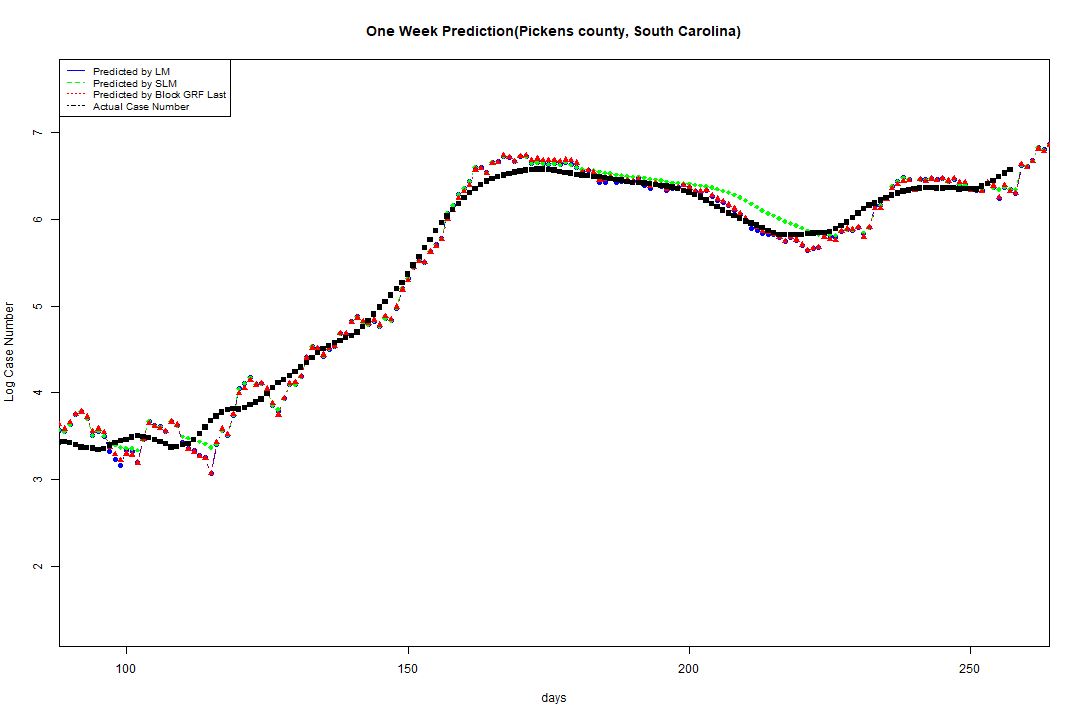 One Week Prediction(Pickens county, South Carolina)
Predicted by LM
Predicted by SLM
Predicted by Block GRF Last
Actual Case Number
7
6
5
4
3
2
Log Case Number
100 150 200 250
days